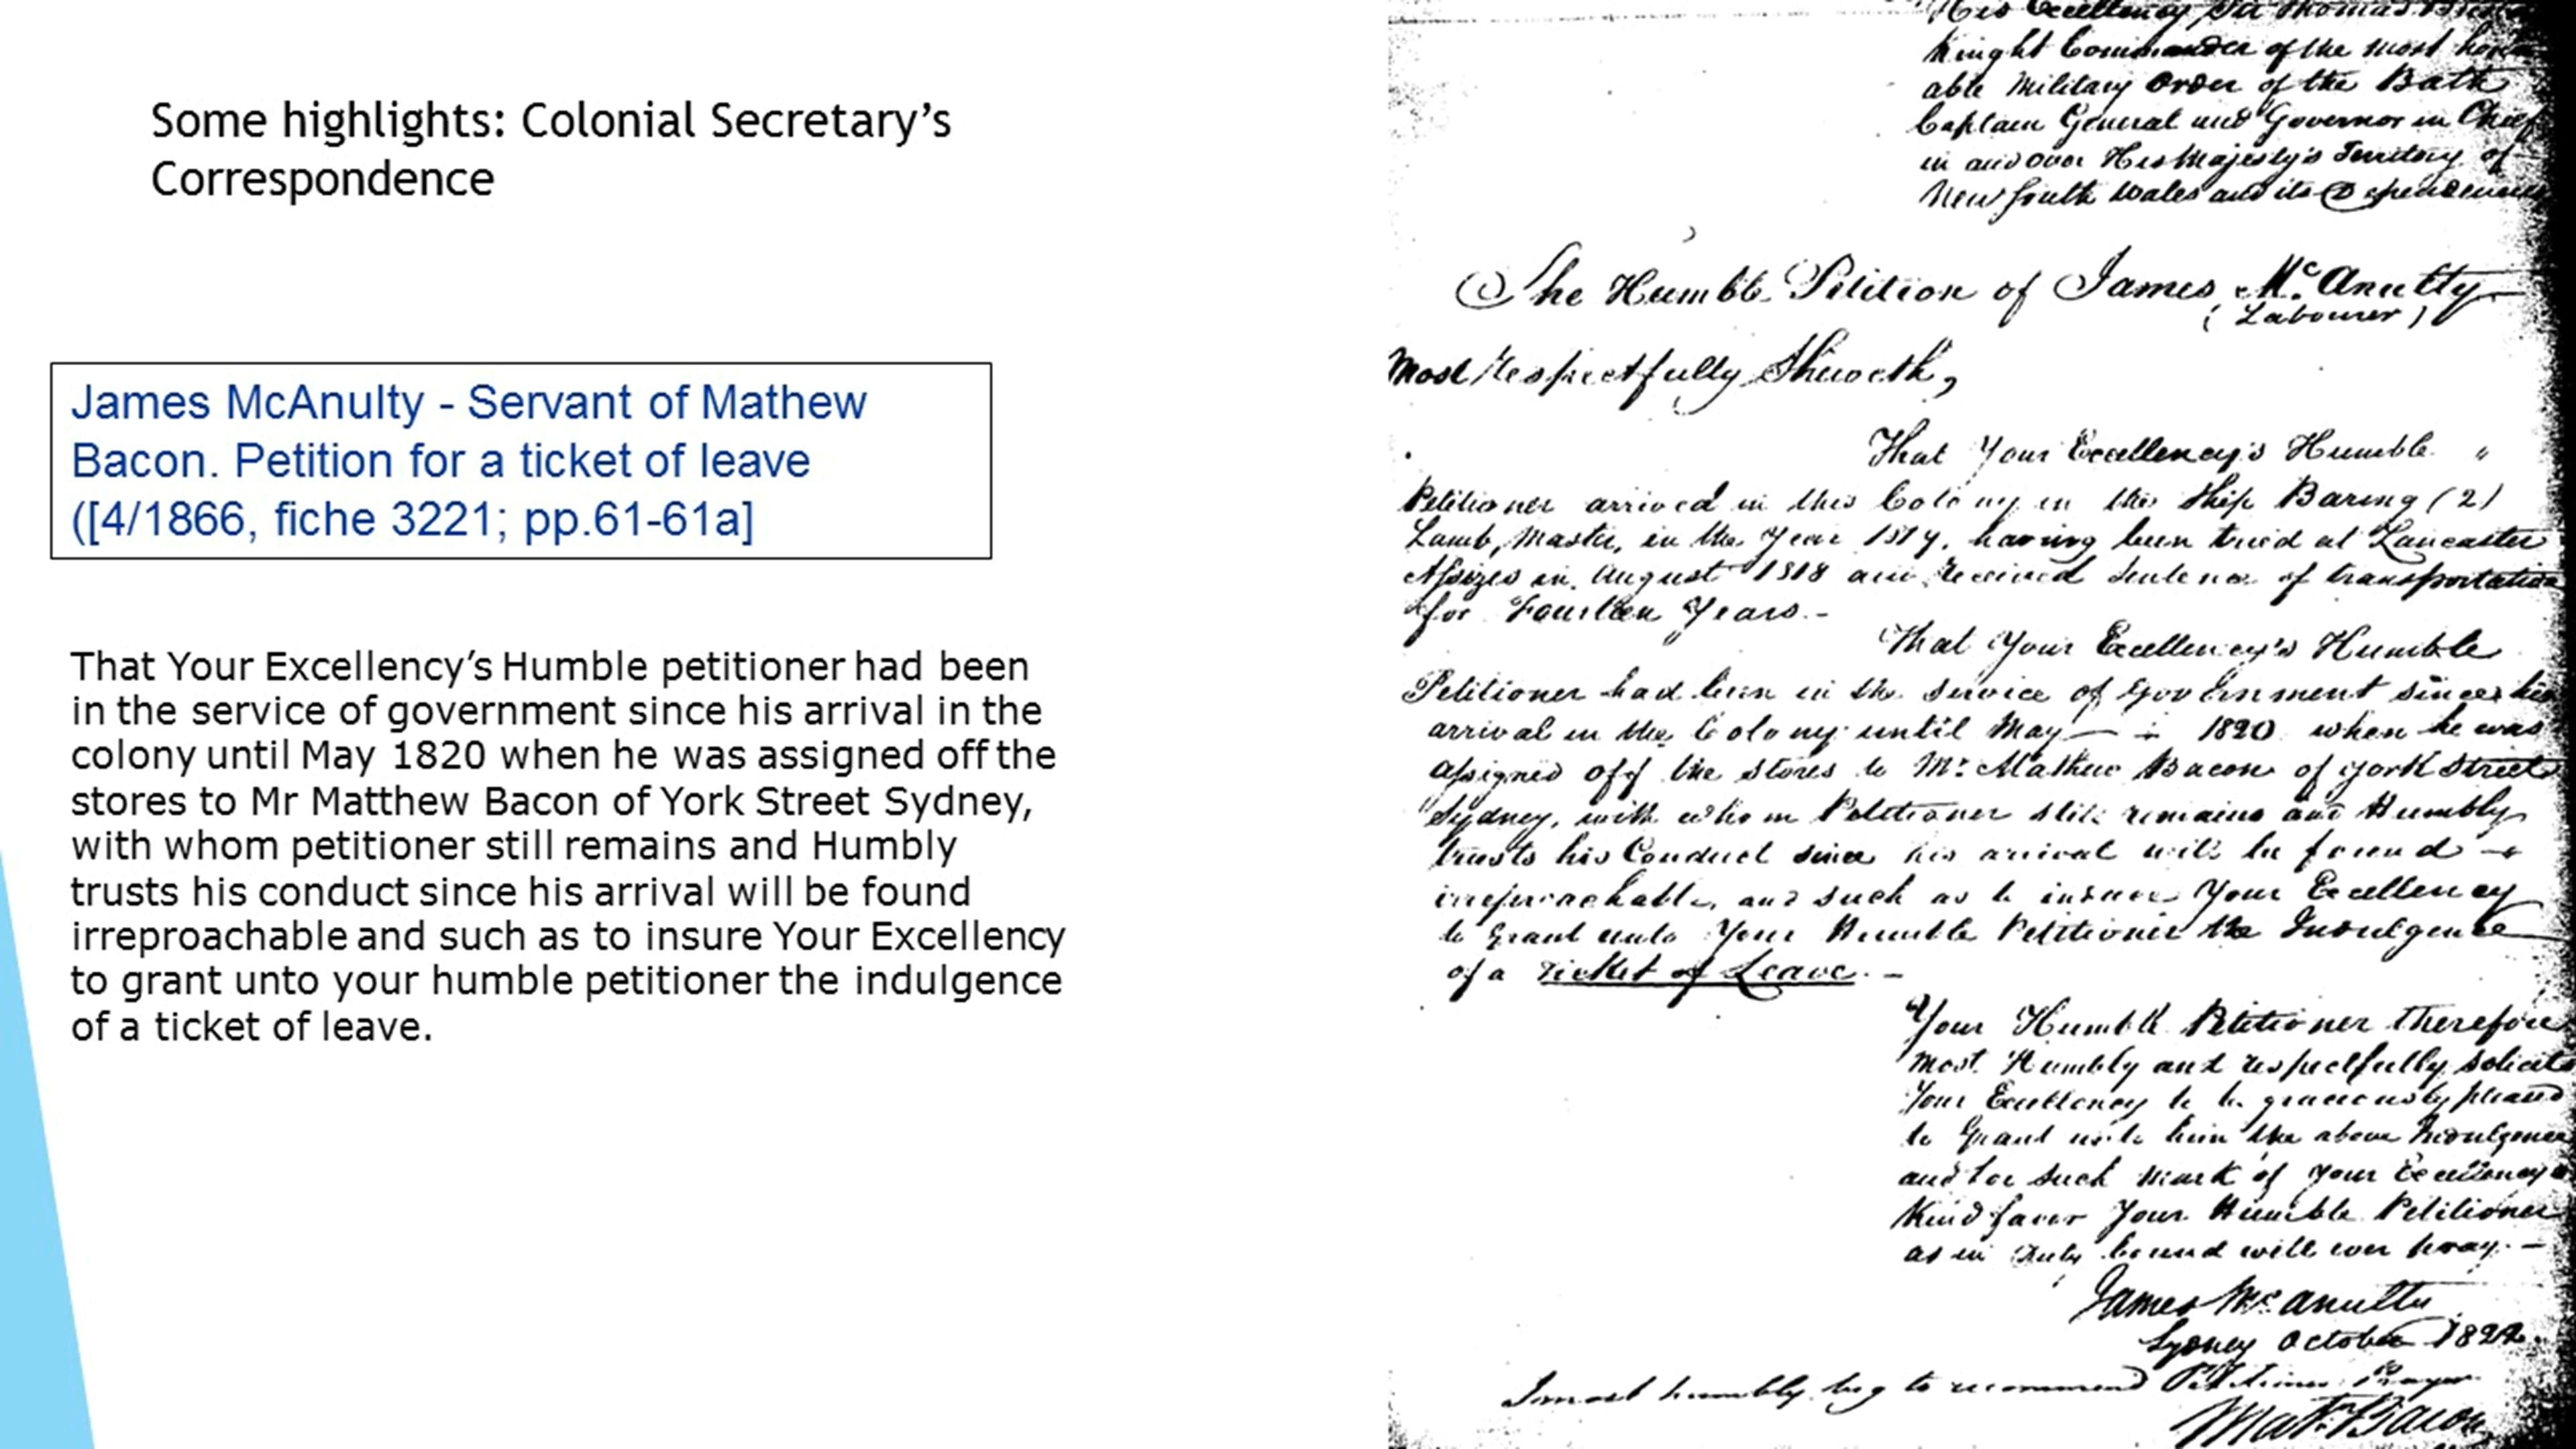 Some highlights: Colonial Secretary’s
Correspondence
James McAnulty - Servant of Mathew
Bacon. Petition for a ticket of leave
([4/1866, fiche 3221; pp.61-61a]
That Your Excellency’s Humble petitioner had been
in the service of government since his arrival in the
colony until May 1820 when he was assigned off the
stores to Mr Matthew Bacon of York Street Sydney,
with whom petitioner still remains and Humbly
trusts his conduct since his arrival will be found
irreproachable and such as to insure Your Excellency
to grant unto your humble petitioner the indulgence
of a ticket of leave.
His Excellency Sir Thomas
Knight Commander of the most
able Military Order of the Bath
Captain General and Governor in Chief
in and over His Majesty's Territory of
New South Wales and its
The Humble Petition of James McAnulty
(Labourer)
Most Respectfully Sheweth,
That Your Excellency's Humble
Petitioner arrived in this Colony in the Ship Baring (2)
Lamb, Master, in the Year 1819, having been tried at Lancaster
Assizes in August 1818 and received sentence of transportation
for Fourteen Years.-
That Your Excellency's Humble
Petitioner had been in the service of Government since his
arrival in the Colony until May 1820 when he was
assigned off the stores to Mr. Mathew Bacon of York Street
Sydney, with whom Petitioner still remains and Humbly
trusts his Conduct since his arrival will be found
irreproachable, and such as to insure Your Excellency
to Grant unto Your Humble Petitioner the Indulgence
of a Ticket of Leave. -
Your Humble Petitioner therefore
most Humbly and respectfully solicits
Your Excellency to be graciously pleased
to Grant unto him the above Indulgence
and for such mark of Your Excellency's
kind favor Your Humble Petitioner
as in Duty bound will ever pray.-
James McAnulty
Sydney October 182
I most humbly beg to recommend Petitioners Prayer
Matt. Bacon